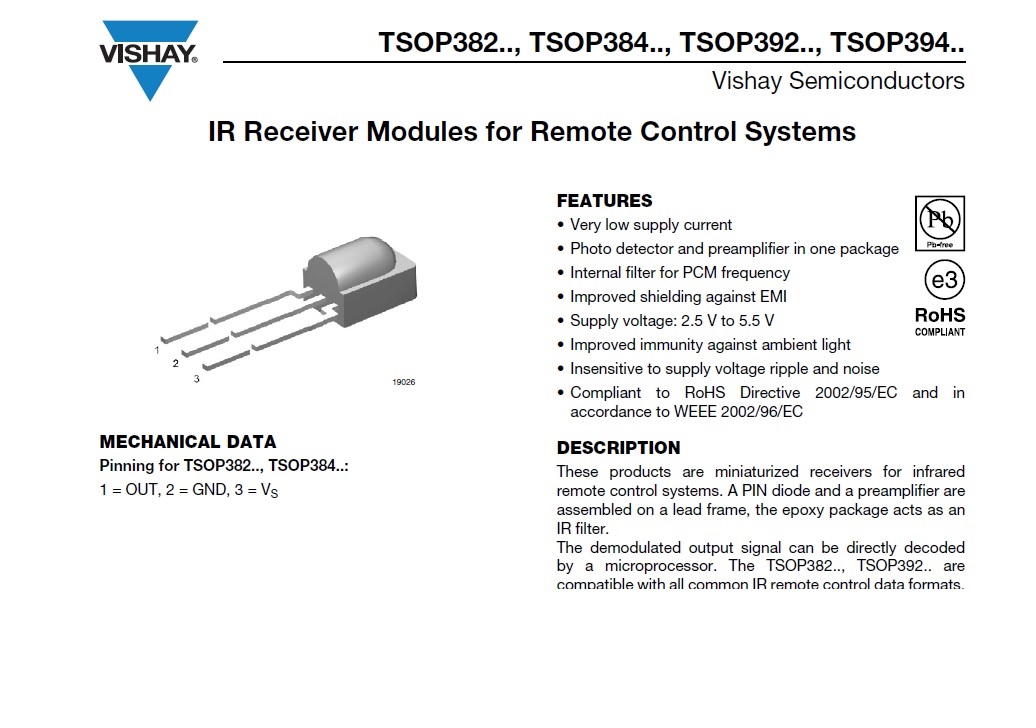 VISHAY®
TSOP382.., TSOP384.., TSOP392.., TSOP394..
Vishay Semiconductors
IR Receiver Modules for Remote Control Systems
1
2
3
19026
MECHANICAL DATA
Pinning for TSOP382.., TSOP384..:
1 = OUT, 2 = GND, 3 = VS
FEATURES
• Very low supply current
• Photo detector and preamplifier in one package
• Internal filter for PCM frequency
• Improved shielding against EMI
• Supply voltage: 2.5 V to 5.5 V
• Improved immunity against ambient light
• Insensitive to supply voltage ripple and noise
• Compliant to RoHS Directive 2002/95/EC and in
accordance to WEEE 2002/96/EC
Pb
Pb-free
e3
RoHS
COMPLIANT
DESCRIPTION
These products are miniaturized receivers for infrared
remote control systems. A PIN diode and a preamplifier are
assembled on a lead frame, the epoxy package acts as an
IR filter.
The demodulated output signal can be directly decoded
by a microprocessor. The TSOP382.., TSOP392.. are
compatible with all common IR remote control data formats.